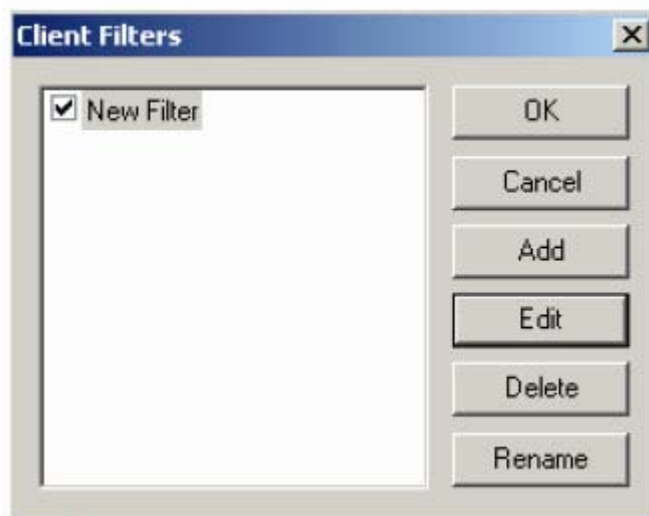 Client Filters
New Filter
OK
Cancel
Add
Edit
Delete
Rename